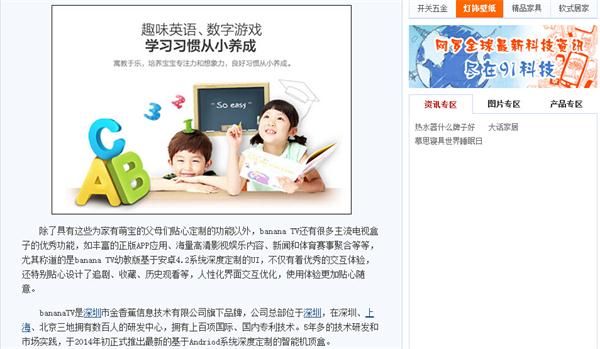 开关五金 灯饰壁纸 精品家具 软式居家
趣味英语、数字游戏
学习习惯从小养成
寓教于乐，培养宝宝专注力和想象力，良好习惯从小养成。
3 2 1
"So easy"
C
A B
网罗全球最新科技资讯
尽在91科技
资讯专区 图片专区 产品专区
热水器什么牌子好 大话家居
慕思寝具世界睡眠日
除了具有这些为家有萌宝的父母们贴心定制的功能以外，banana TV还有很多主流电视盒
子的优秀功能，如丰富的正版APP应用、海量高清影视娱乐内容、新闻和体育赛事聚合等等，
尤其称道的是banana TV幼教版基于安卓4.2系统深度定制的UI，不仅有着优秀的交互体验，
还特别贴心设计了追剧、收藏、历史观看等，人性化界面交互优化，使用体验更加贴心随
意。
bananaTV是深圳市金香蕉信息技术有限公司旗下品牌，公司总部位于深圳，在深圳、上
海、北京三地拥有数百人的研发中心，拥有上百项国际、国内专利技术。5年多的技术研发和
市场实践，于2014年初正式推出最新的基于Andriod系统深度定制的智能机顶盒。